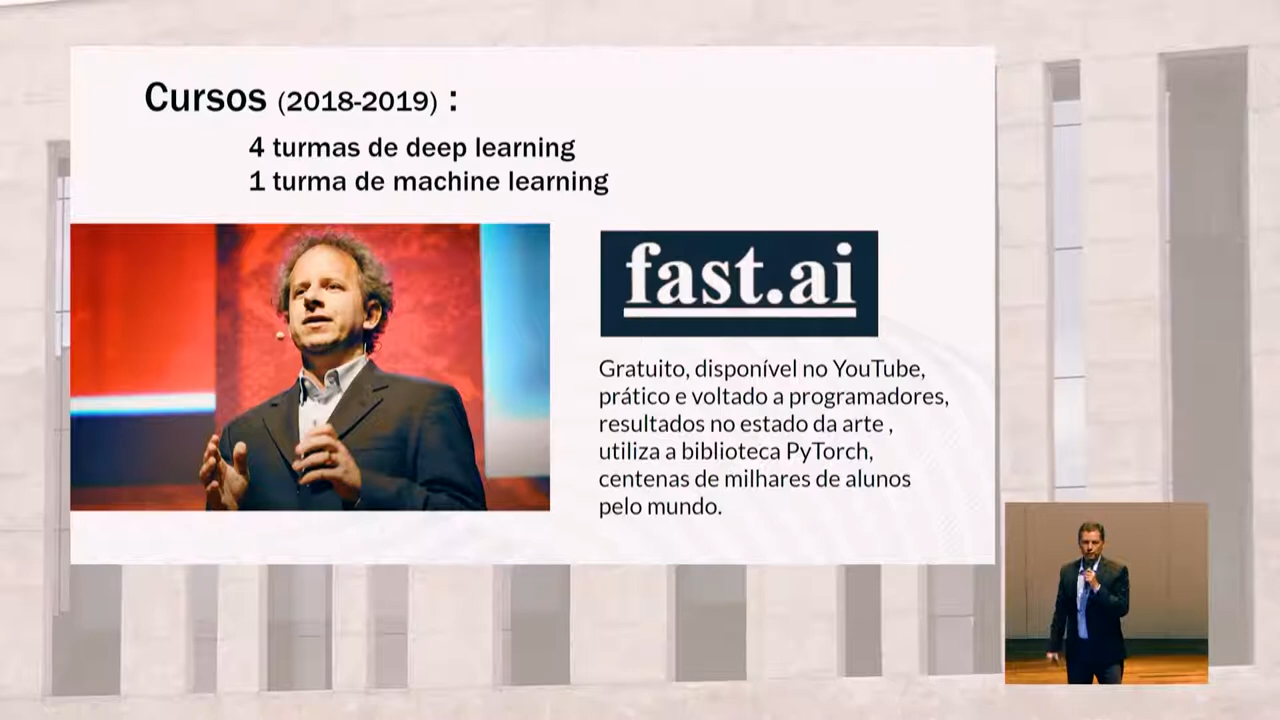 Cursos (2018-2019) :
4 turmas de deep learning
1 turma de machine learning
fast.ai
Gratuito, disponível no YouTube,
prático e voltado a programadores,
resultados no estado da arte ,
utiliza a biblioteca PyTorch,
centenas de milhares de alunos
pelo mundo.